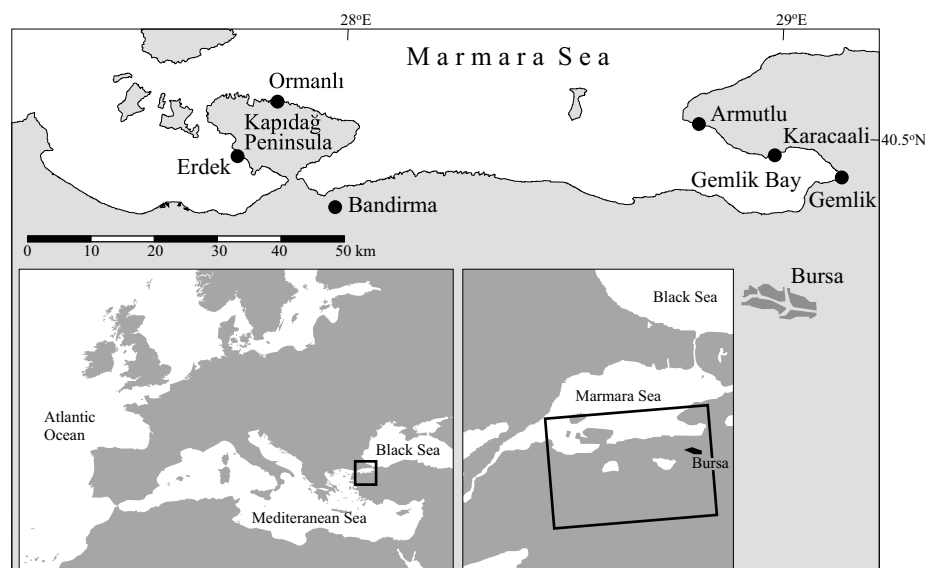 28°E
29°E
Marmara Sea
Ormanlı
Kapıdağ
Peninsula
Erdek
Bandirma
Armutlu
Karacaali
40.5°N
Gemlik Bay
Gemlik
0 10 20 30 40 50 km
Bursa
Atlantic
Ocean
Black Sea
Mediteranean Sea
Black Sea
Marmara Sea
Bursa